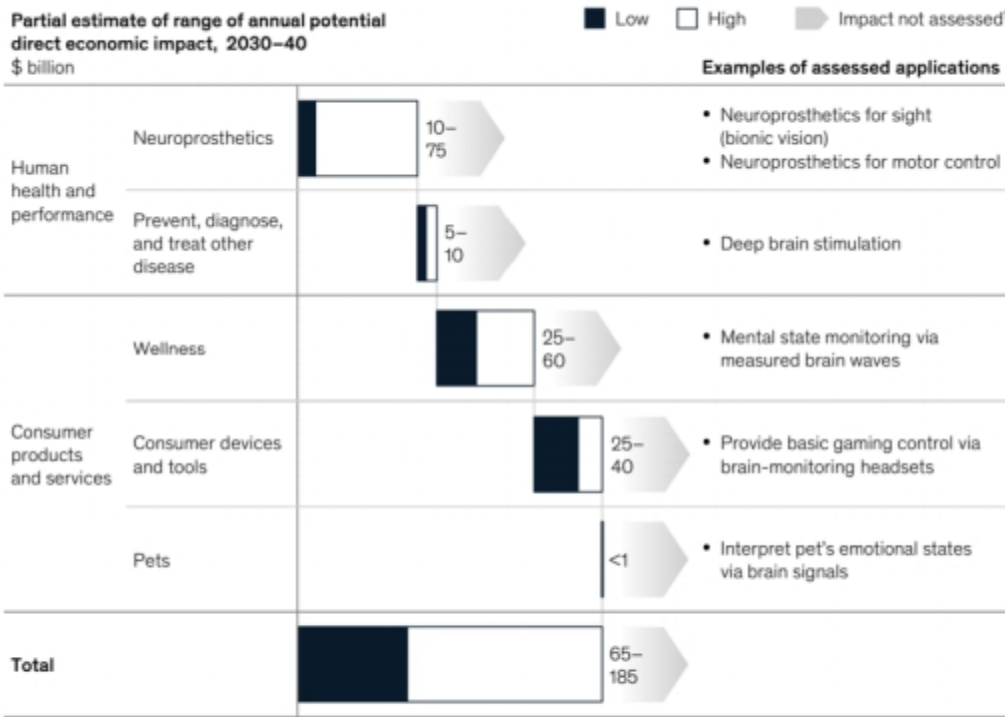 Partial estimate of range of annual potential
direct economic impact, 2030–40
$ billion
Low
High
Impact not assessed
Examples of assessed applications
Human
health and
performance
Neuroprosthetics
10–
75
• Neuroprosthetics for sight
(bionic vision)
• Neuroprosthetics for motor control
Prevent, diagnose,
and treat other
disease
5–
10
• Deep brain stimulation
Consumer
products
and services
Wellness
25–
60
• Mental state monitoring via
measured brain waves
Consumer devices
and tools
25–
40
• Provide basic gaming control via
brain-monitoring headsets
Pets
<1
• Interpret pet's emotional states
via brain signals
Total
65–
185